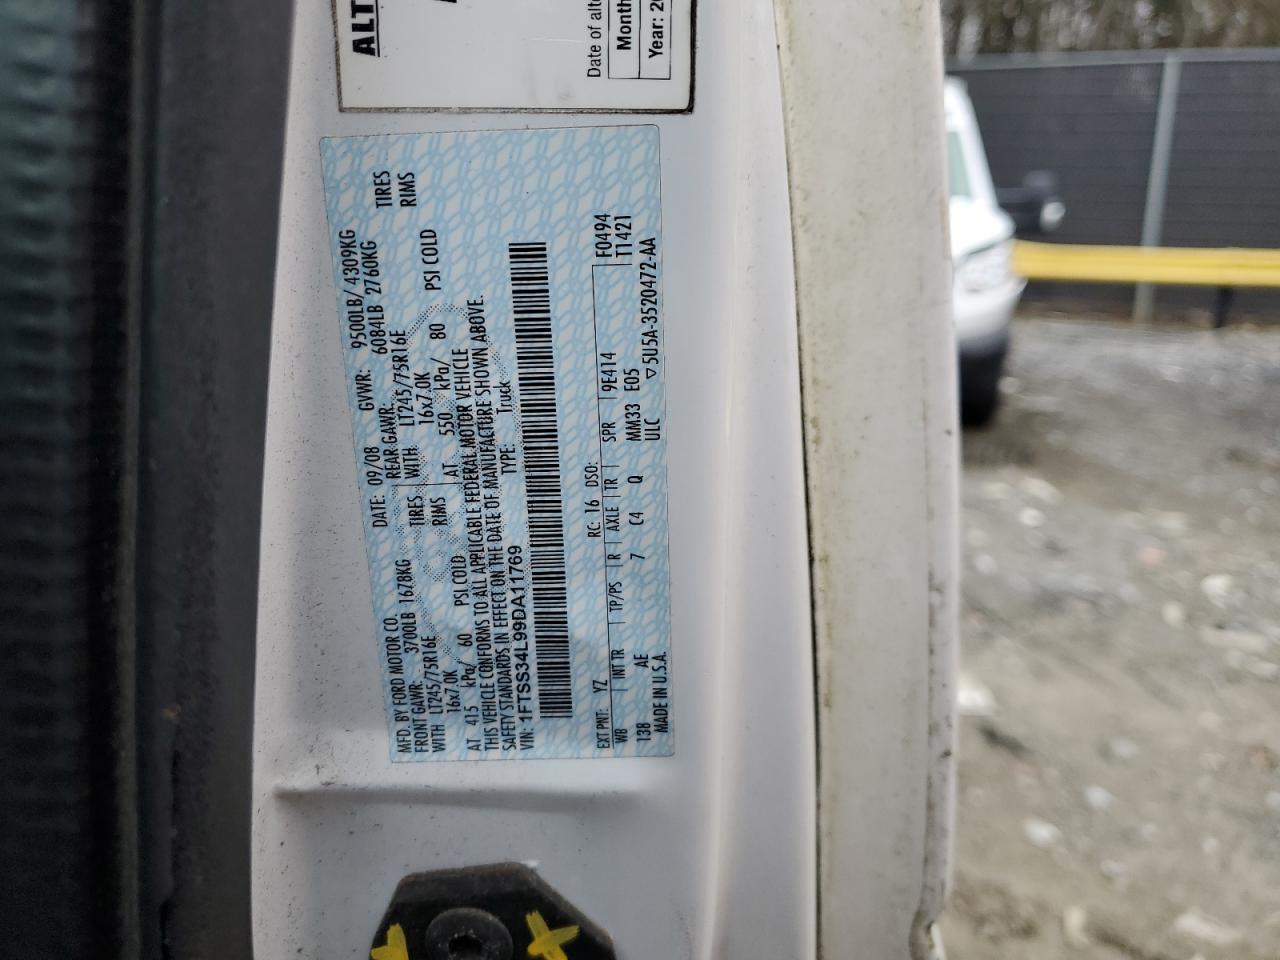 ALT
Date of alte
Month
Year: 20
MFD. BY FORD MOTOR CO.
DATE: 09/08 GVWR: 9500LB/ 4309KG
FRONT GAWR: 3700LB 1678KG REAR GAWR: 6084LB 2760KG
WITH LT245/75R16E TIRES WITH LT245/75R16E TIRES
16x7.0K RIMS 16x7.0K RIMS
AT 415 kPa/ 60 PSI COLD AT 550 kPa/ 80 PSI COLD
THIS VEHICLE CONFORMS TO ALL APPLICABLE FEDERAL MOTOR VEHICLE
SAFETY STANDARDS IN EFFECT ON THE DATE OF MANUFACTURE SHOWN ABOVE.
VIN: 1FTSS34L99DA11769 TYPE: Truck
EXT PNT: YZ RC: 16 DSO: F0494
WB INT TR TP/PS R AXLE TR SPR 9E414 T1421
138 AE 7 C4 Q MM33 E05
MADE IN U.S.A. ULC ▽5U5A-3520472-AA